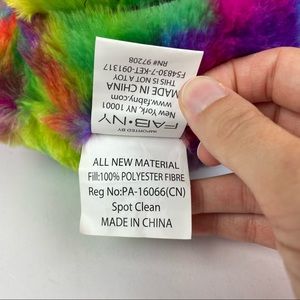 IMPORTED BY
FAB•NY
New York, NY 10001
www.fabny.com
MADE IN CHINA
THIS IS NOT A TOY
F54830-7-KET-091317
RN# 97208
ALL NEW MATERIAL
Fill:100% POLYESTER FIBRE
Reg No:PA-16066(CN)
Spot Clean
MADE IN CHINA